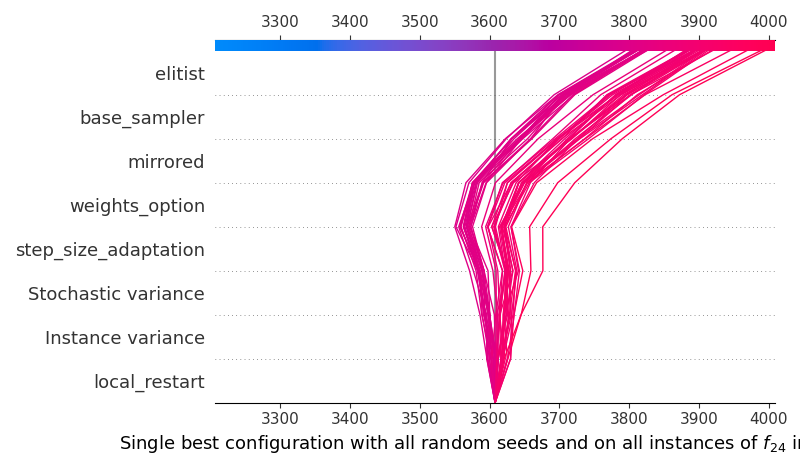 3300 3400 3500 3600 3700 3800 3900 4000
elitist
base_sampler
mirrored
weights_option
step_size_adaptation
Stochastic variance
Instance variance
local_restart
3300 3400 3500 3600 3700 3800 3900 4000
Single best configuration with all random seeds and on all instances of f₂₄ i